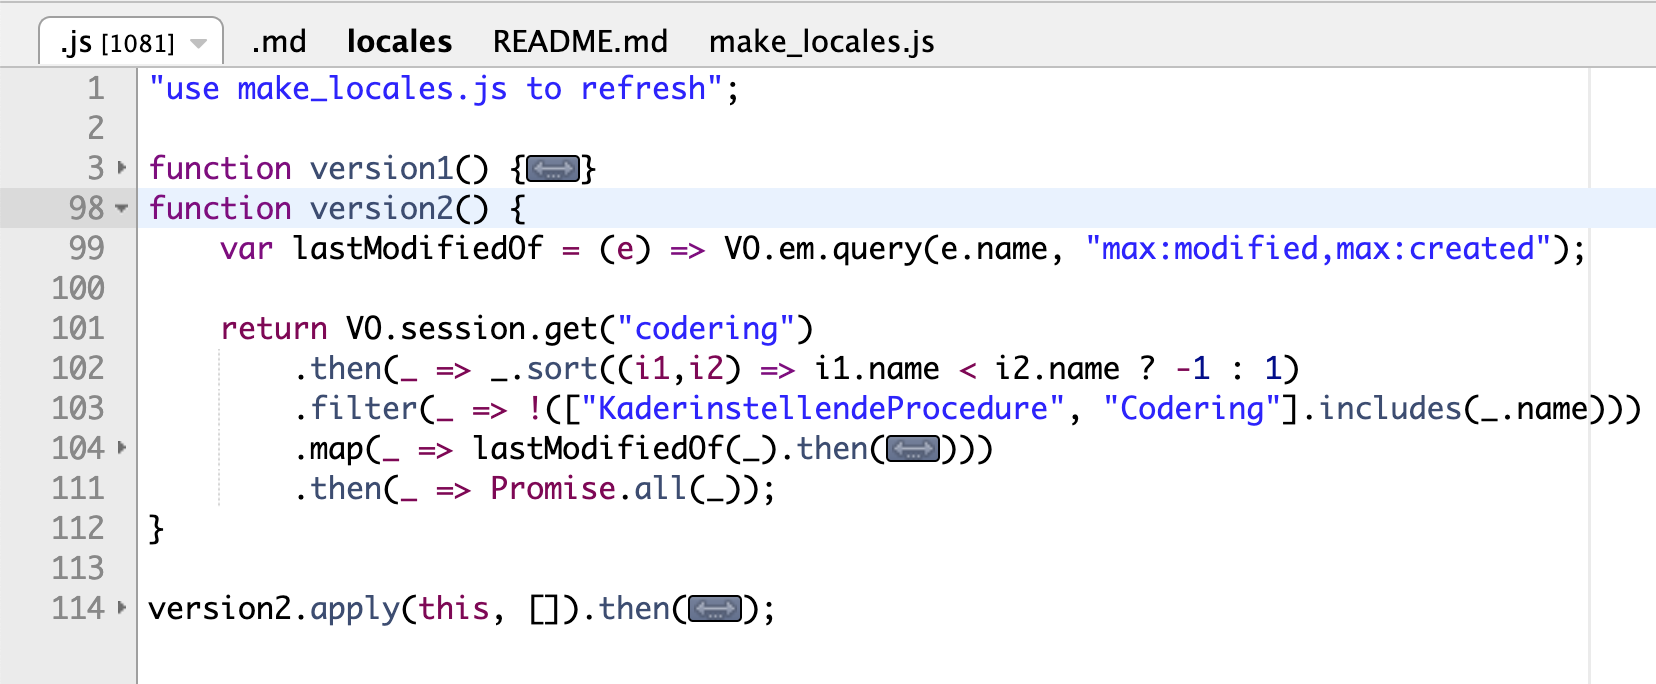 .js [1081] .md locales README.md make_locales.js
1 "use make_locales.js to refresh";
2
3 function version1() {...}
98 function version2() {
99 var lastModifiedOf = (e) => VO.em.query(e.name, "max:modified,max:created");
100
101 return VO.session.get("codering")
102 .then(_ => _.sort((i1,i2) => i1.name < i2.name ? -1 : 1)
103 .filter(_ => !(["KaderinstellendeProcedure", "Codering"].includes(_.name)))
104 .map(_ => lastModifiedOf(_).then(...)))
111 .then(_ => Promise.all(_));
112 }
113
114 version2.apply(this, []).then(...);